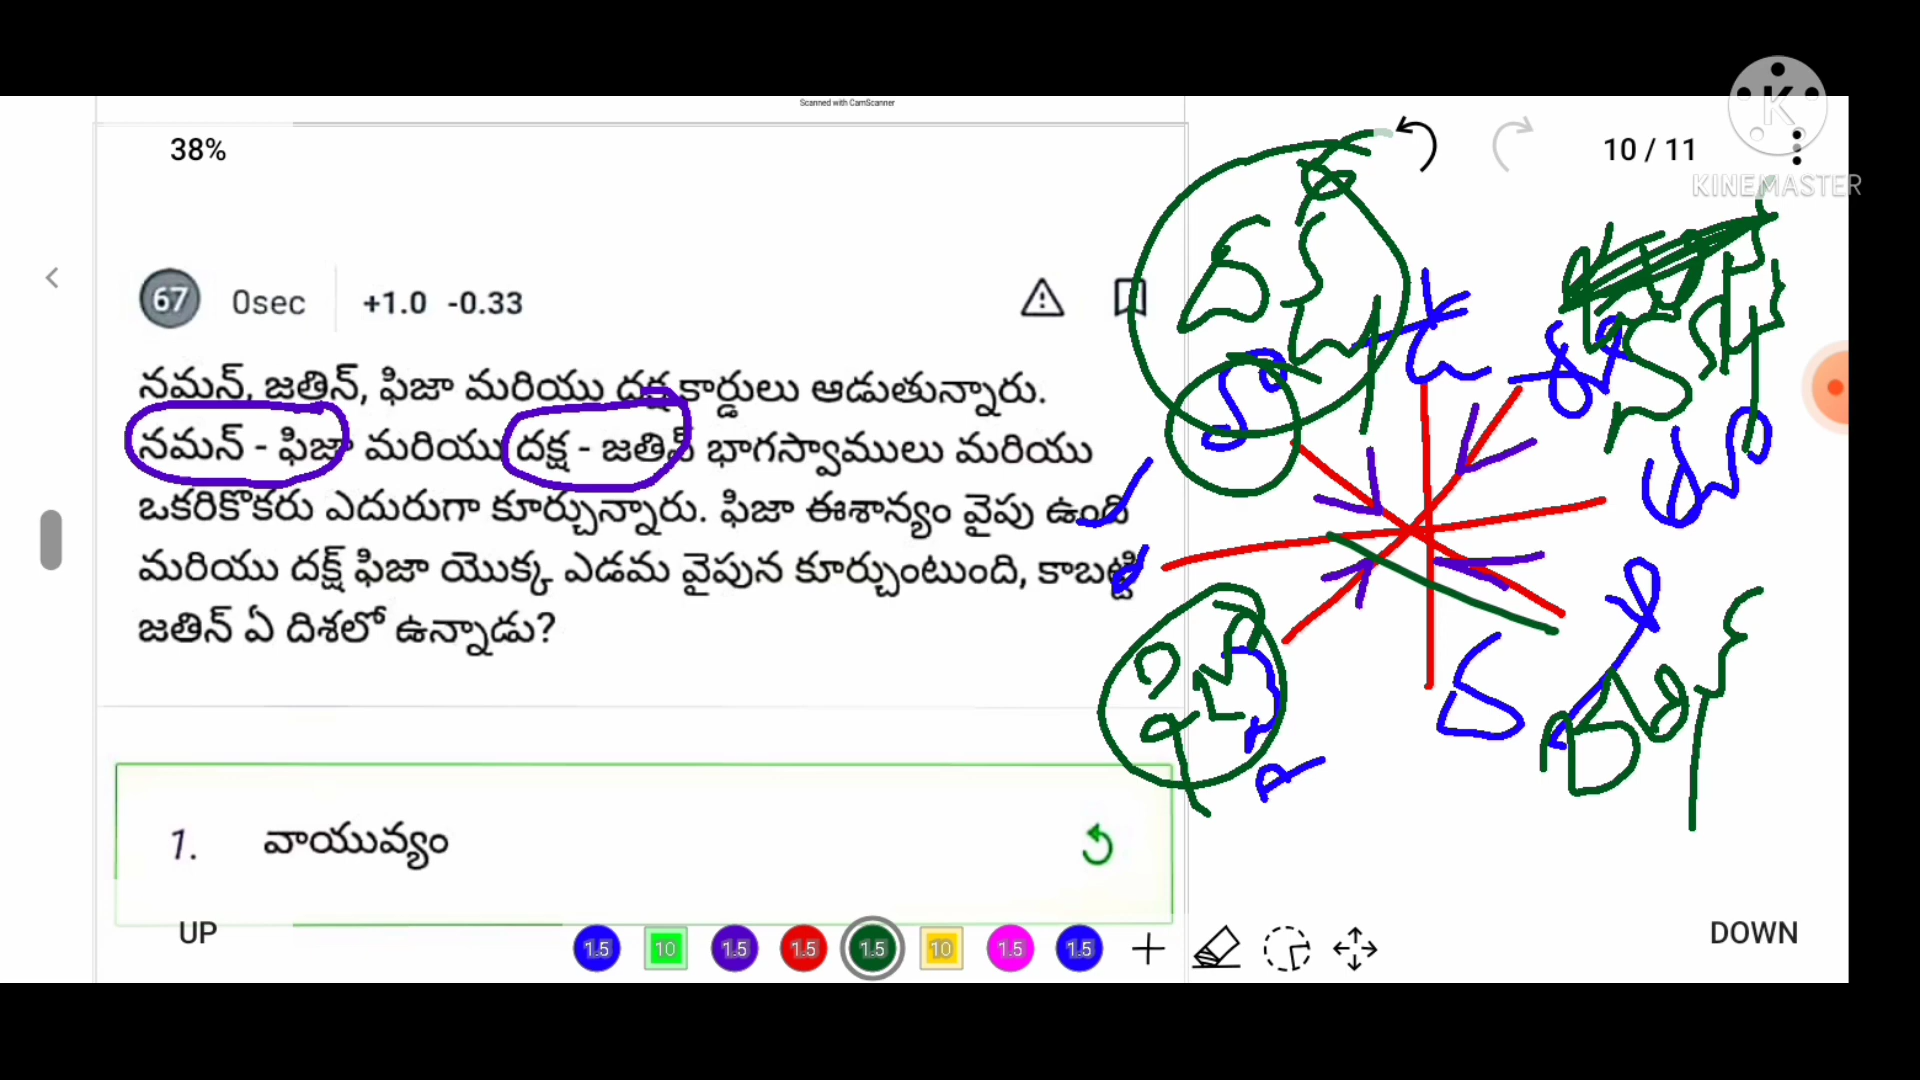 Scanned with CamScanner
38%
10 / 11
KINEMASTER
67 0sec +1.0 -0.33
నమన్, జతిన్, ఫిజా మరియు దక్ష కార్డులు ఆడుతున్నారు.
నమన్ - ఫిజా మరియు దక్ష - జతిన్ భాగస్వాములు మరియు
ఒకరికొకరు ఎదురుగా కూర్చున్నారు. ఫిజా ఈశాన్యం వైపు ఉంది
మరియు దక్ష్ ఫిజా యొక్క ఎడమ వైపున కూర్చుంటుంది, కాబట్టి
జతిన్ ఏ దిశలో ఉన్నాడు?
1. వాయువ్యం
UP
1.5 10 1.5 1.5 1.5 10 1.5 1.5
DOWN